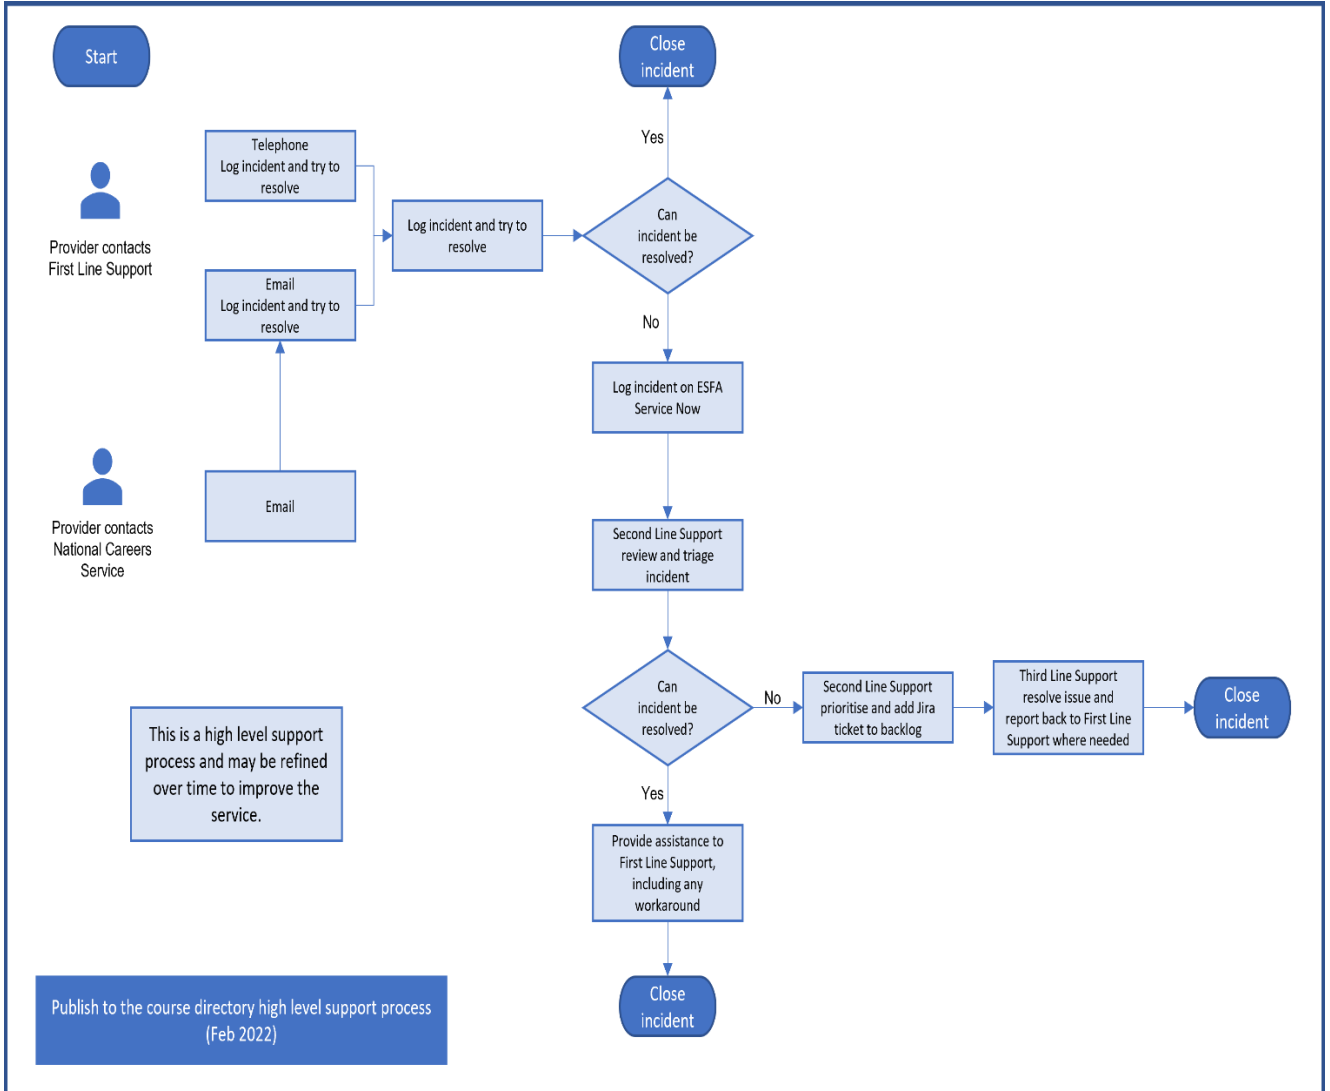 Start
Close
incident
Yes
Telephone
Log incident and try to
resolve
Provider contacts
First Line Support
Log incident and try to
resolve
Can
incident be
resolved?
Email
Log incident and try to
resolve
No
Log incident on ESFA
Service Now
Email
Provider contacts
National Careers
Service
Second Line Support
review and triage
incident
Can
incident be
resolved?
No
Second Line Support
prioritise and add Jira
ticket to backlog
Third Line Support
resolve issue and
report back to First Line
Support where needed
Close
incident
This is a high level support
process and may be refined
over time to improve the
service.
Yes
Provide assistance to
First Line Support,
including any
workaround
Close
incident
Publish to the course directory high level support process
(Feb 2022)